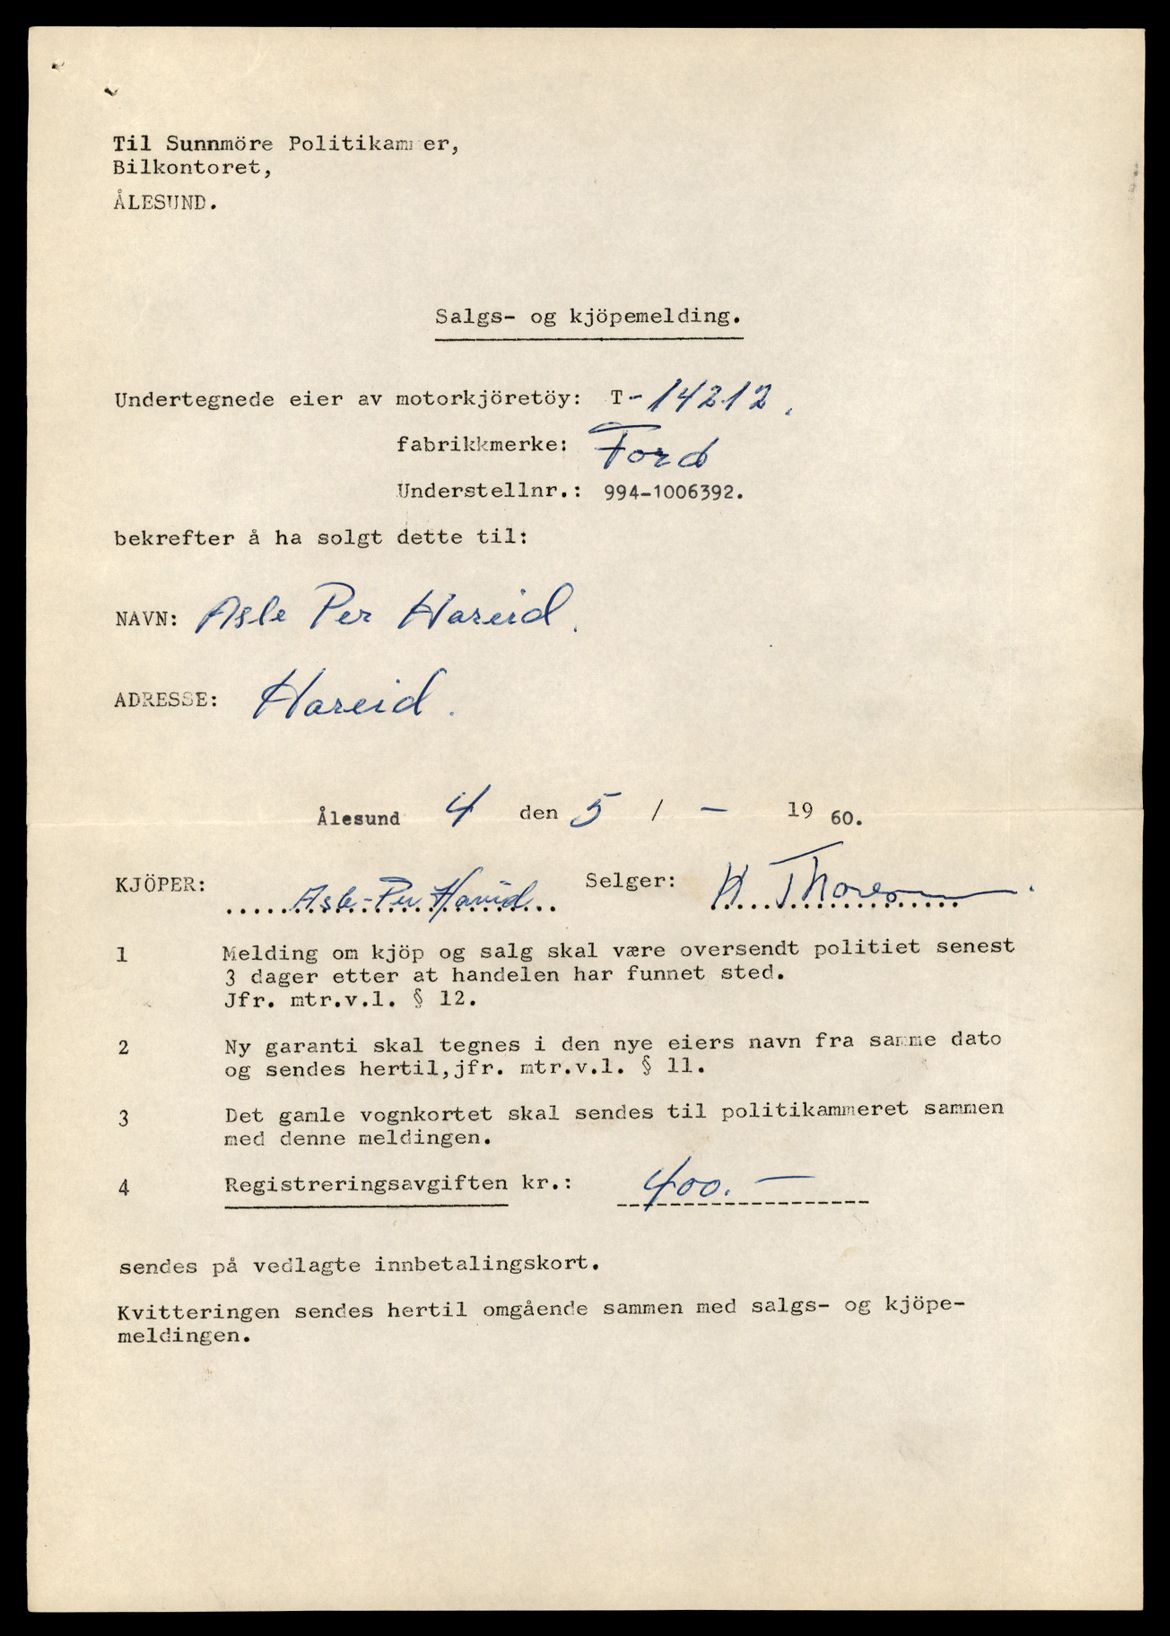 Til Sunnmöre Politikammer,
Bilkontoret,
ÅLESUND.
Salgs- og kjöpemelding.
Undertegnede eier av motorkjöretöy: T-14212.
fabrikkmerke: Ford
Understellnr.: 994-1006392.
bekrefter å ha solgt dette til:
NAVN: Asle Per Hareid.
ADRESSE: Hareid.
Ålesund 4 den 5 / - 19 60.
KJÖPER: Asle-Per Hareid Selger: H. Thoresen
1 Melding om kjöp og salg skal være oversendt politiet senest
3 dager etter at handelen har funnet sted.
Jfr. mtr.v.l. § 12.
2 Ny garanti skal tegnes i den nye eiers navn fra samme dato
og sendes hertil,jfr. mtr.v.l. § 11.
3 Det gamle vognkortet skal sendes til politikammeret sammen
med denne meldingen.
4 Registreringsavgiften kr.: 400.-
sendes på vedlagte innbetalingskort.
Kvitteringen sendes hertil omgående sammen med salgs- og kjöpe-
meldingen.